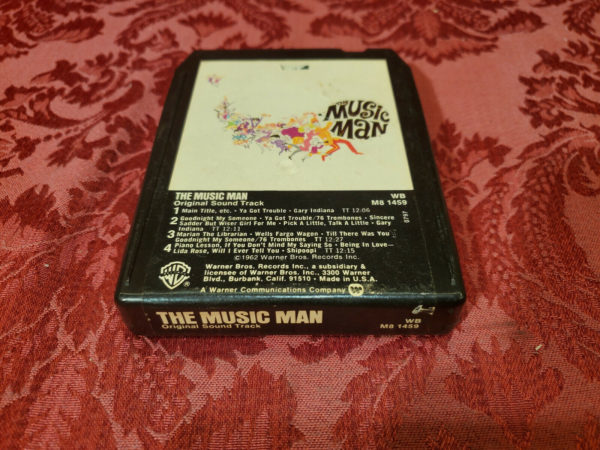 THE
MUSIC
MAN
THE MUSIC MAN
WB
Original Sound Track
M8 1459
1 Main Title, etc. • Ya Got Trouble • Gary Indiana TT 12:06
2 Goodnight My Someone • Ya Got Trouble/76 Trombones • Sincere
Sadder But Wiser Girl For Me • Pick A Little, Talk A Little • Gary
Indiana TT 12:11
3 Marian The Librarian • Wells Fargo Wagon • Till There Was You
Goodnight My Someone/76 Trombones TT 12:27
4 Piano Lesson, If You Don't Mind My Saying So • Being In Love—
Lida Rose, Will I Ever Tell You • Shipoopi TT 12:15
©1962 Warner Bros. Records Inc.
Warner Bros. Records Inc., a subsidiary &
licensee of Warner Bros. Inc., 3300 Warner
Blvd., Burbank, Calif. 91510 • Made in U.S.A.
A Warner Communications Company
0797
THE MUSIC MAN
Original Sound Track
WB
M8 1459